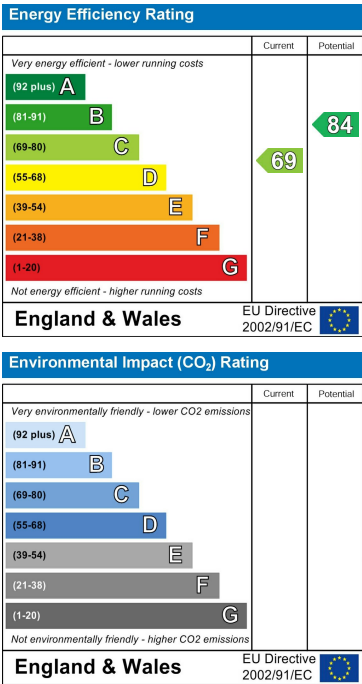 Energy Efficiency Rating
Current Potential
Very energy efficient - lower running costs
(92 plus) A
(81-91) B
84
(69-80) C
69
(55-68) D
(39-54) E
(21-38) F
(1-20) G
Not energy efficient - higher running costs
England & Wales
EU Directive
2002/91/EC
Environmental Impact (CO₂) Rating
Current Potential
Very environmentally friendly - lower CO2 emissions
(92 plus) A
(81-91) B
(69-80) C
(55-68) D
(39-54) E
(21-38) F
(1-20) G
Not environmentally friendly - higher CO2 emissions
England & Wales
EU Directive
2002/91/EC